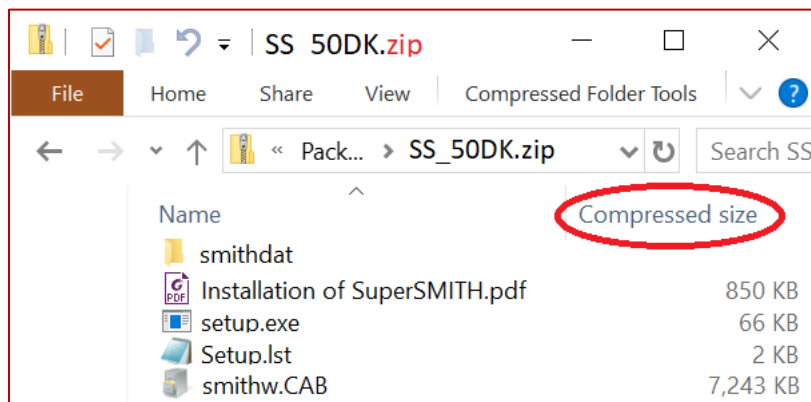 SS 50DK.zip
File Home Share View Compressed Folder Tools ?
« Pack... > SS_50DK.zip Search SS
Name Compressed size
smithdat
Installation of SuperSMITH.pdf 850 KB
PDF
setup.exe 66 KB
Setup.lst 2 KB
smithw.CAB 7,243 KB